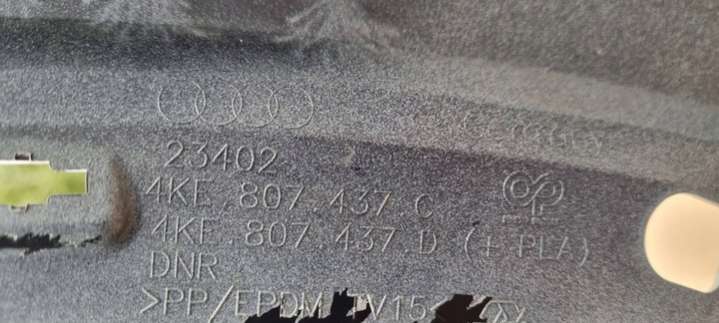 23402
4KE.807.437 C
4KE.807.437.D (+ PLA)
DNR
>PP/EPDM TV15<